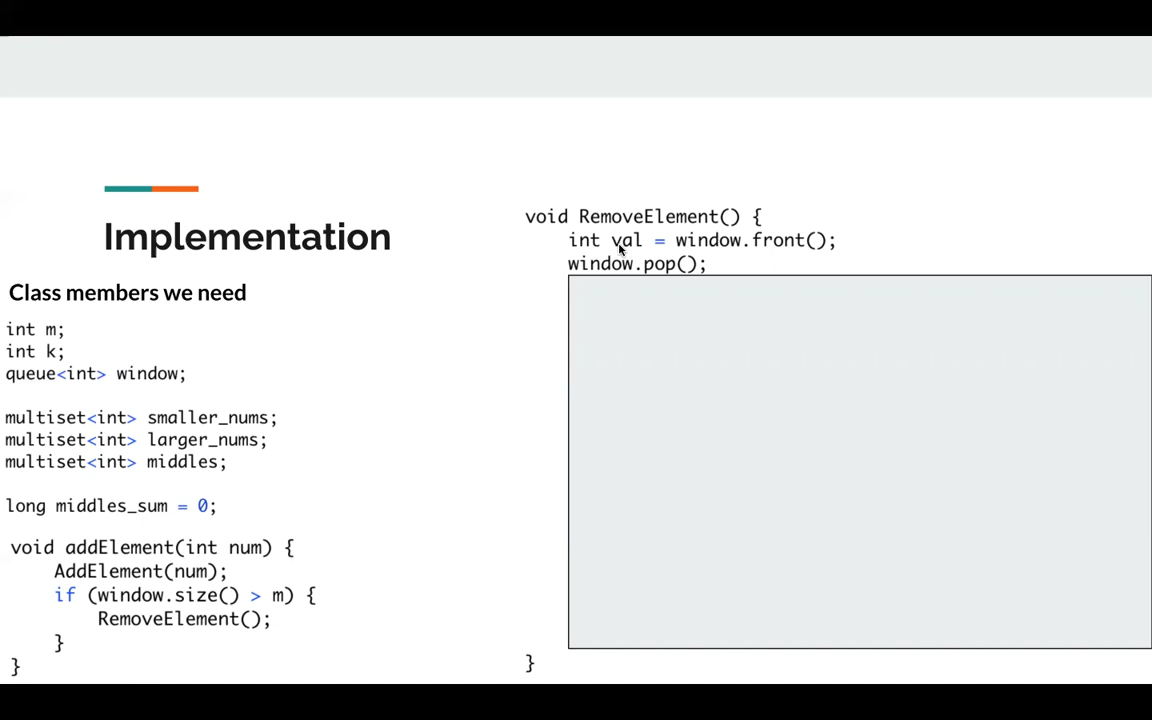 Implementation
Class members we need
int m;
int k;
queue<int> window;
multiset<int> smaller_nums;
multiset<int> larger_nums;
multiset<int> middles;
long middles_sum = 0;
void addElement(int num) {
    AddElement(num);
    if (window.size() > m) {
        RemoveElement();
    }
}
void RemoveElement() {
    int val = window.front();
    window.pop();
}